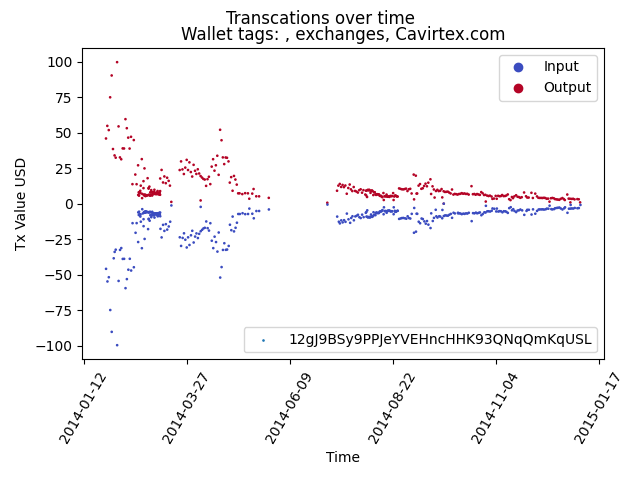 Transcations over time
Wallet tags: , exchanges, Cavirtex.com
Input
Output
100
75
50
25
0
−25
−50
−75
−100
Tx Value USD
12gJ9BSy9PPJeYVEHncHHK93QNqQmKqUSL
2014-01-12
2014-03-27
2014-06-09
2014-08-22
2014-11-04
2015-01-17
Time